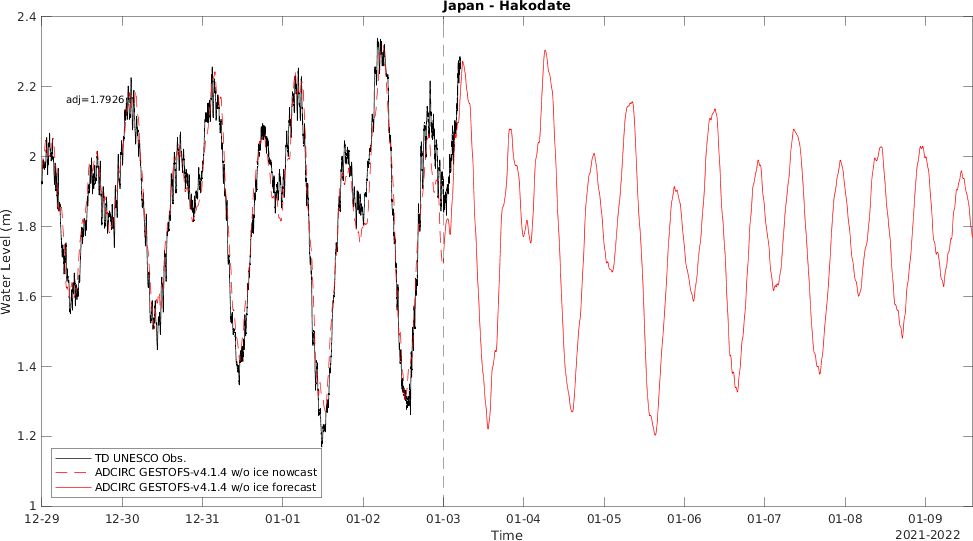 Japan - Hakodate
2.4
2.2
adj=1.7926
2
1.8
Water Level (m)
1.6
1.4
1.2
TD UNESCO Obs.
ADCIRC GESTOFS-v4.1.4 w/o ice nowcast
ADCIRC GESTOFS-v4.1.4 w/o ice forecast
1
12-29 12-30 12-31 01-01 01-02 01-03 01-04 01-05 01-06 01-07 01-08 01-09
Time
2021-2022